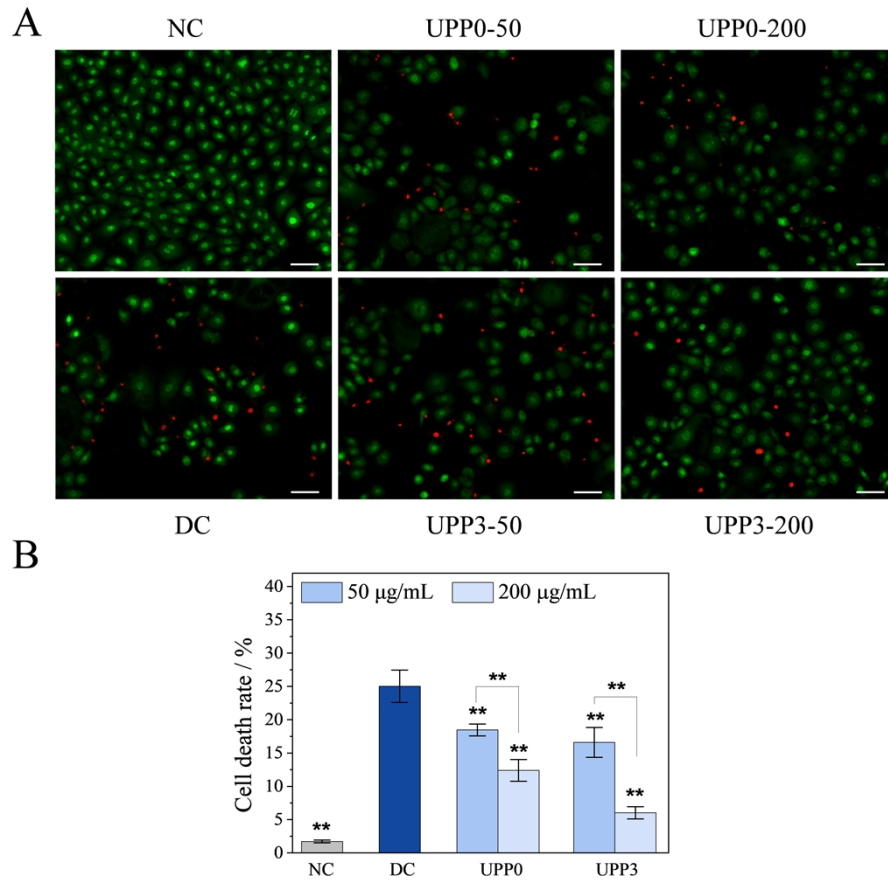 A
NC UPP0-50 UPP0-200
DC UPP3-50 UPP3-200
B
50 μg/mL 200 μg/mL
Cell death rate / %
40
35
30
25
20
15
10
5
0
**
**
**
**
**
**
**
NC DC UPP0 UPP3